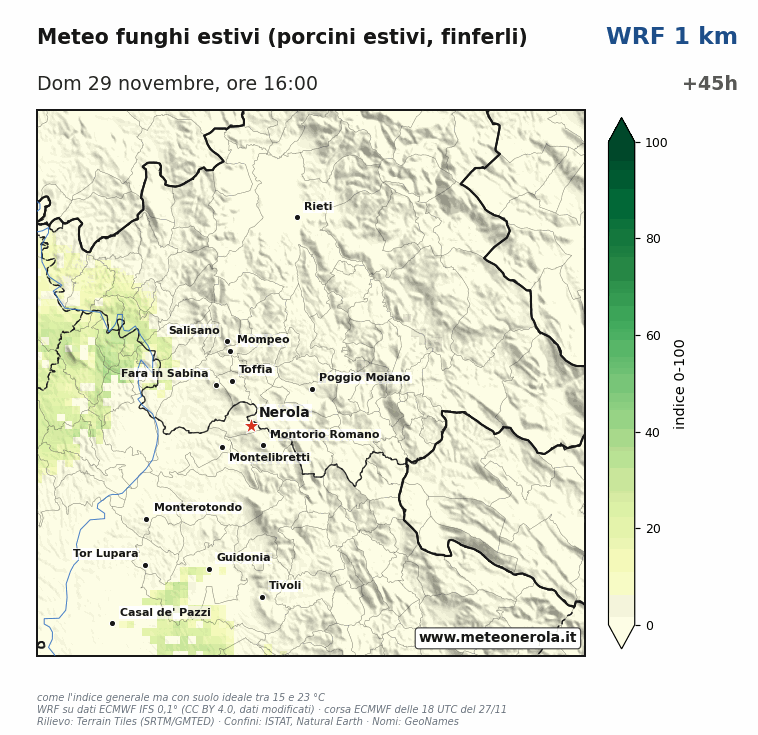 Meteo funghi estivi (porcini estivi, finferli)
WRF 1 km
Dom 29 novembre, ore 16:00
+45h
Rieti
Salisano
Mompeo
Fara in Sabina
Toffia
Poggio Moiano
Nerola
Montorio Romano
Montelibretti
Monterotondo
Tor Lupara
Guidonia
Tivoli
Casal de' Pazzi
www.meteonerola.it
100
80
60
40
20
0
indice 0-100
come l'indice generale ma con suolo ideale tra 15 e 23 °C
WRF su dati ECMWF IFS 0,1° (CC BY 4.0, dati modificati) · corsa ECMWF delle 18 UTC del 27/11
Rilievo: Terrain Tiles (SRTM/GMTED) · Confini: ISTAT, Natural Earth · Nomi: GeoNames